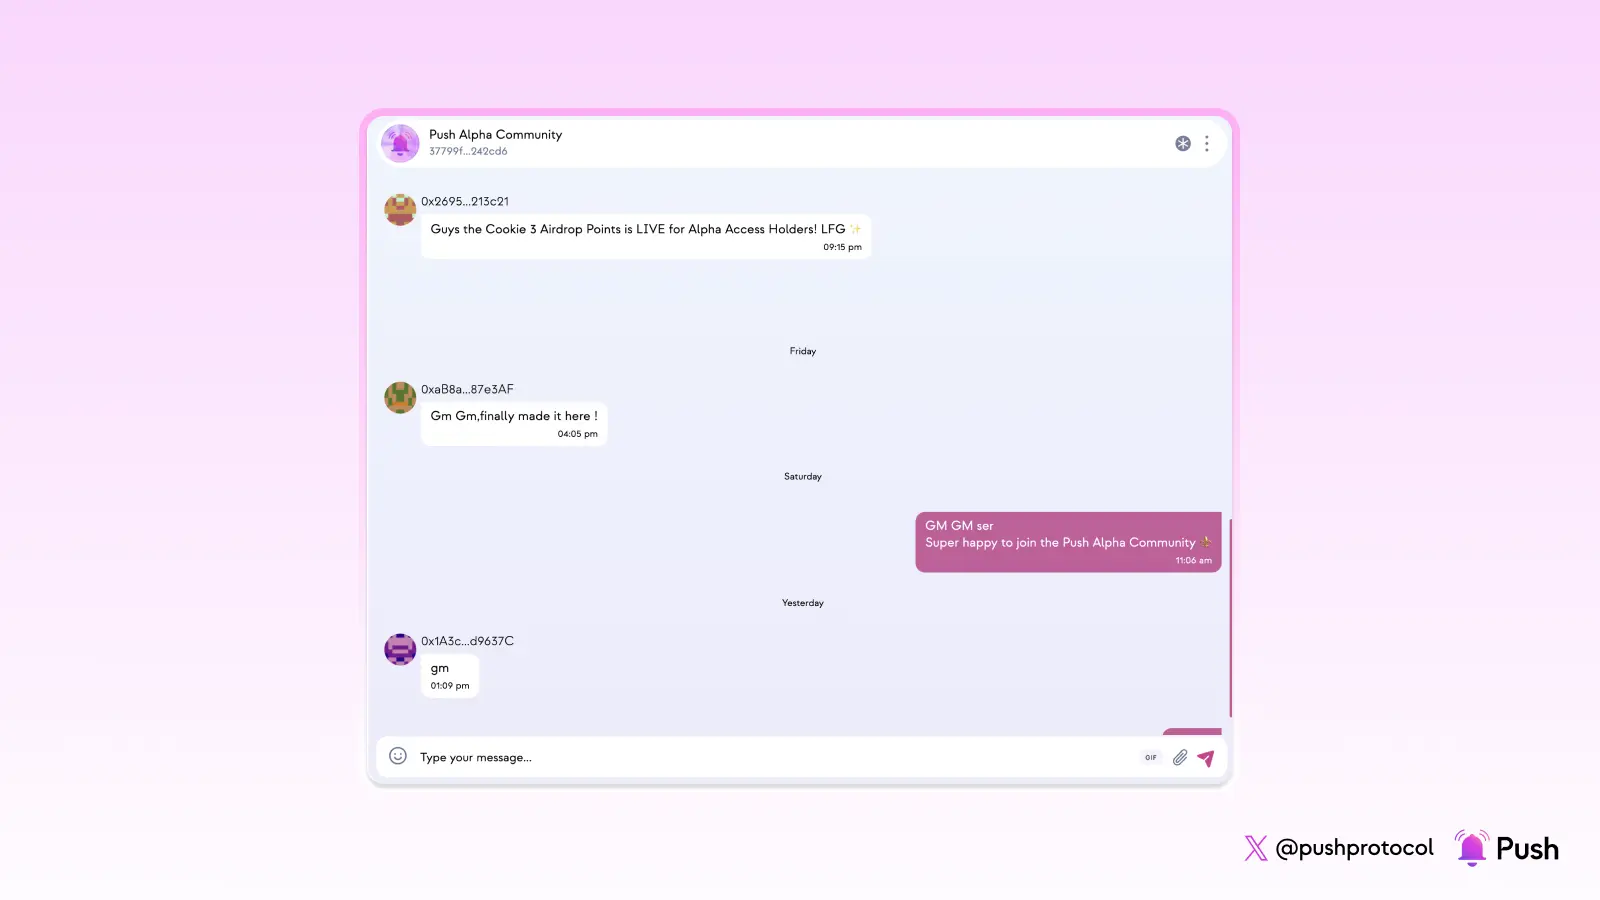 Push Alpha Community
37799f...242cd6
0x2695...213c21
Guys the Cookie 3 Airdrop Points is LIVE for Alpha Access Holders! LFG ✨
09:15 pm
Friday
0xaB8a...87e3AF
Gm Gm,finally made it here !
04:05 pm
Saturday
GM GM ser
Super happy to join the Push Alpha Community
11:06 am
Yesterday
0x1A3c...d9637C
gm
01:09 pm
Type your message...
GIF
@pushprotocol
Push